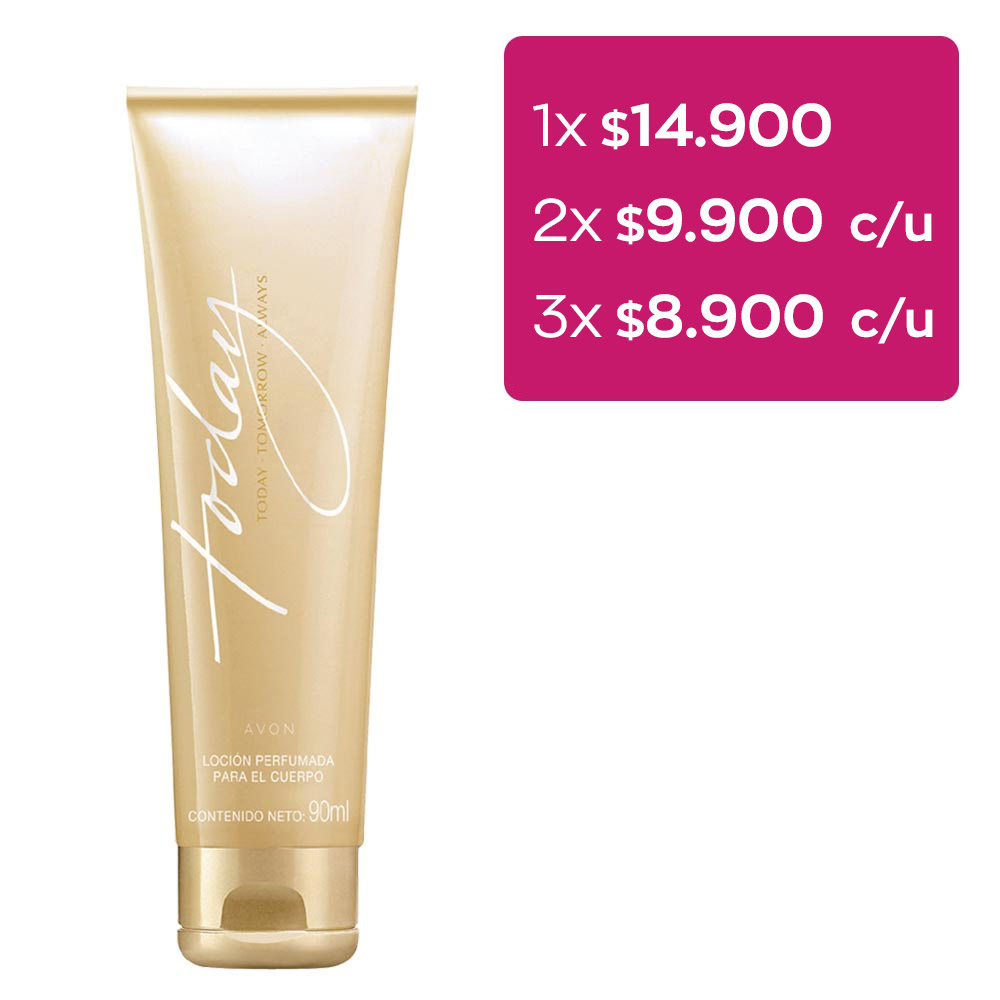 today
TODAY · TOMORROW · ALWAYS
AVON
LOCIÓN PERFUMADA
PARA EL CUERPO
CONTENIDO NETO: 90ml
1x $14.900
2x $9.900 c/u
3x $8.900 c/u